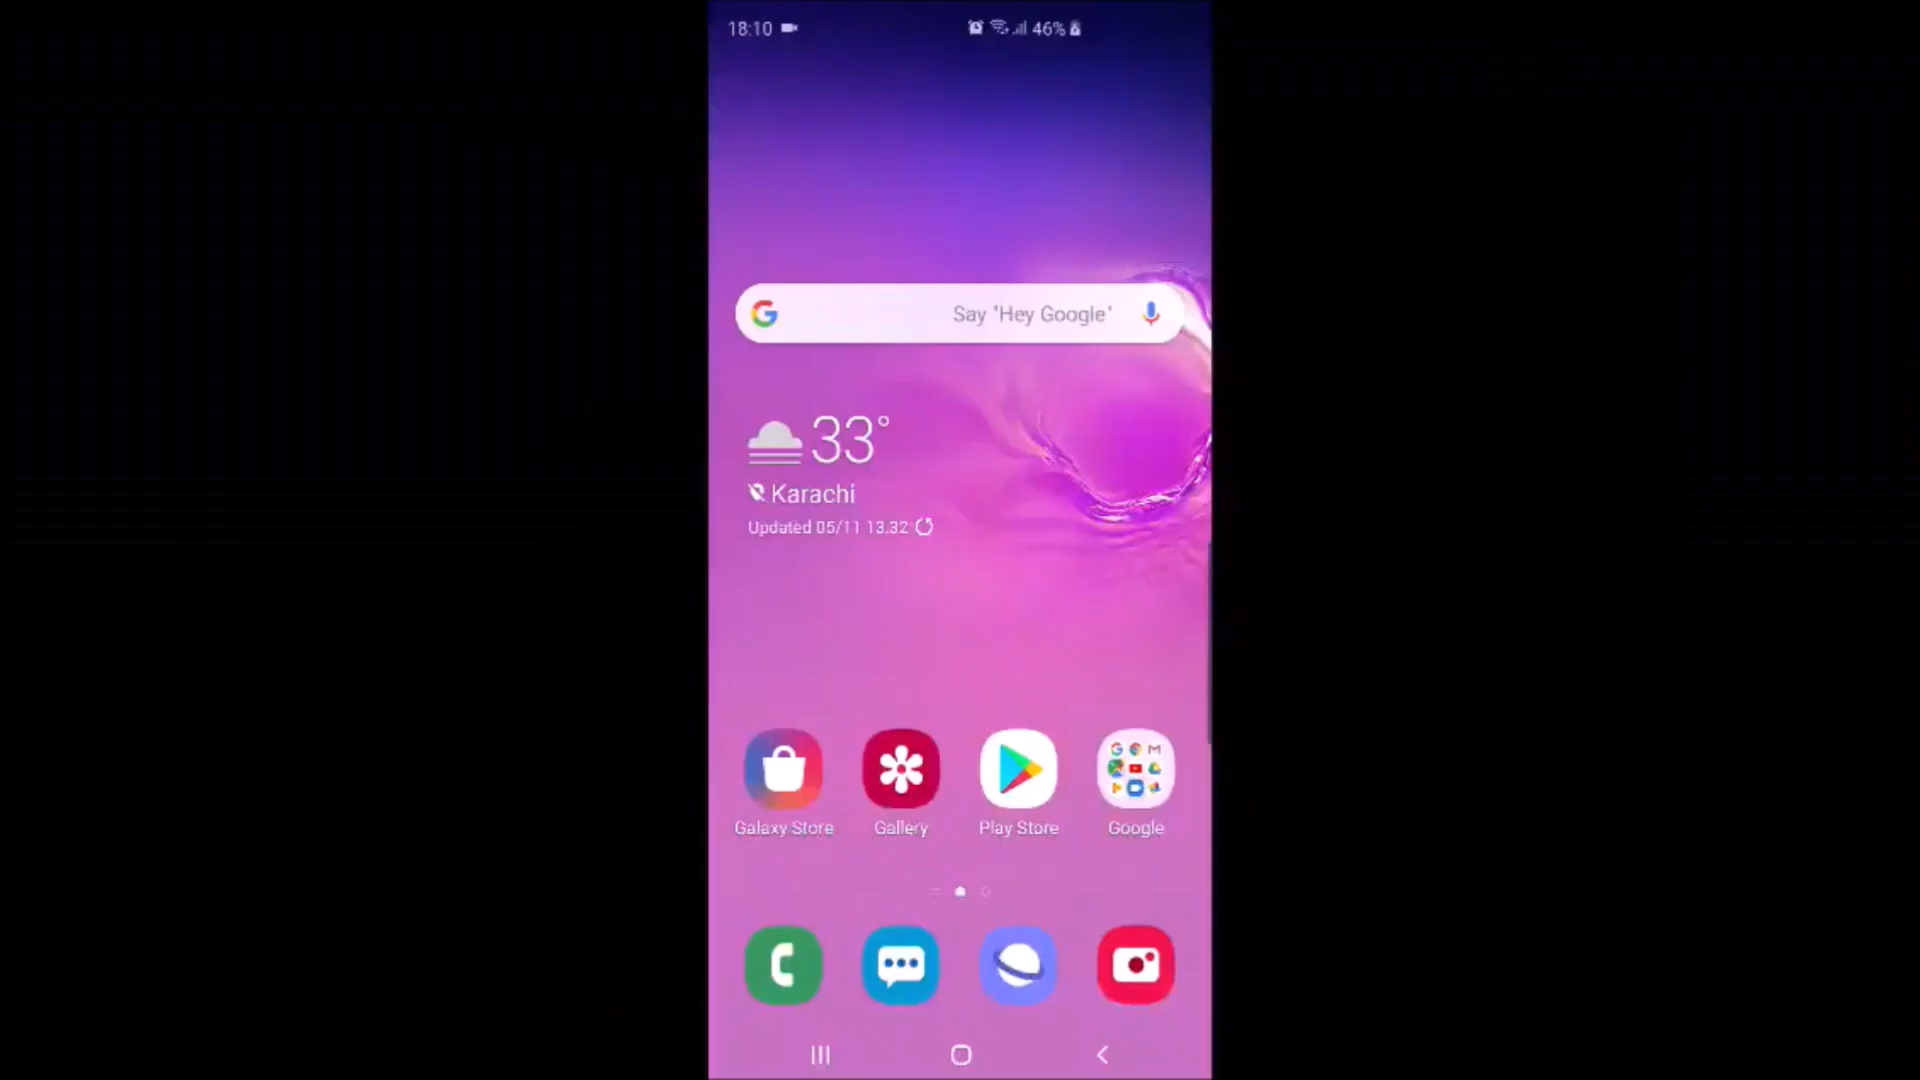 18:10 46%
Say "Hey Google"
33°
Karachi
Updated 05/11 13:32
Galaxy Store Gallery Play Store Google